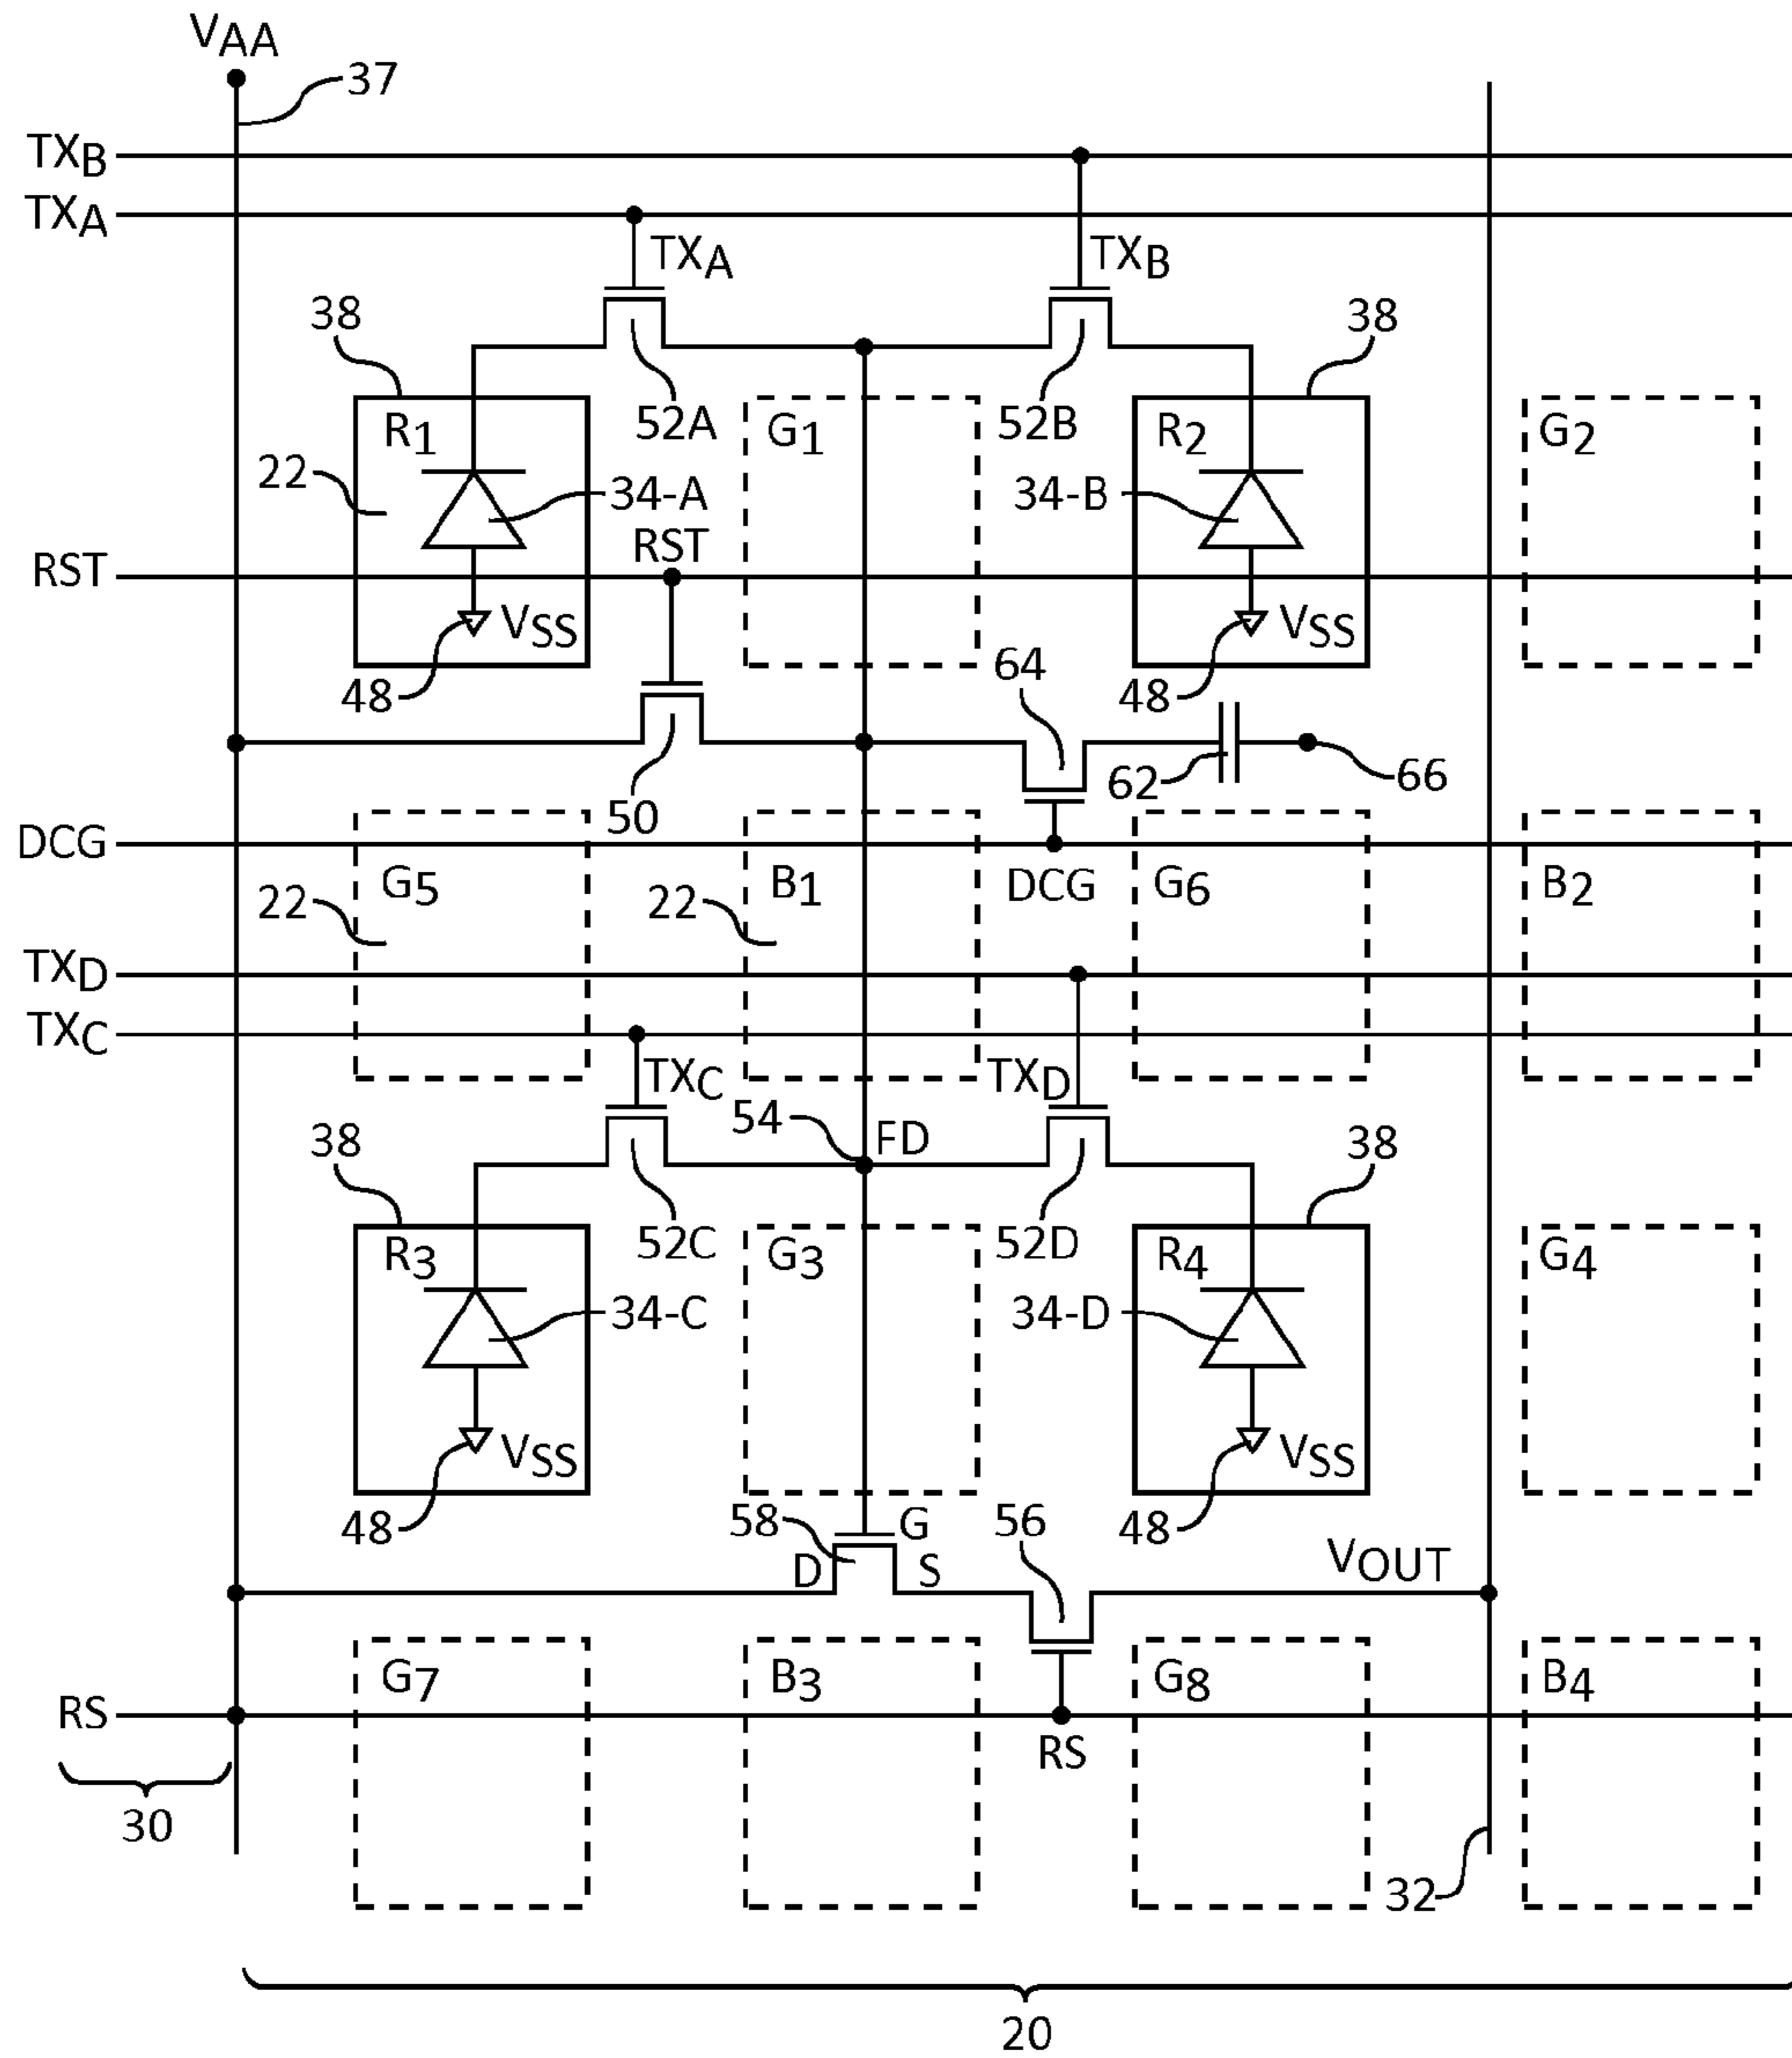 VAA
37
TXB
TXA
TXA TXB
38 38
52A 52B
R1 G1 R2 G2
22 34-A 34-B
RST
RST
VSS VSS
48 64 48
50 62 66
DCG
G5 B1 DCG G6 B2
22 22
TXD
TXC
TXC TXD
54 FD
38 38
52C 52D
R3 G3 R4 G4
34-C 34-D
VSS VSS
48 58 G 56 48
D S VOUT
G7 B3 G8 B4
RS
RS
30
32
20